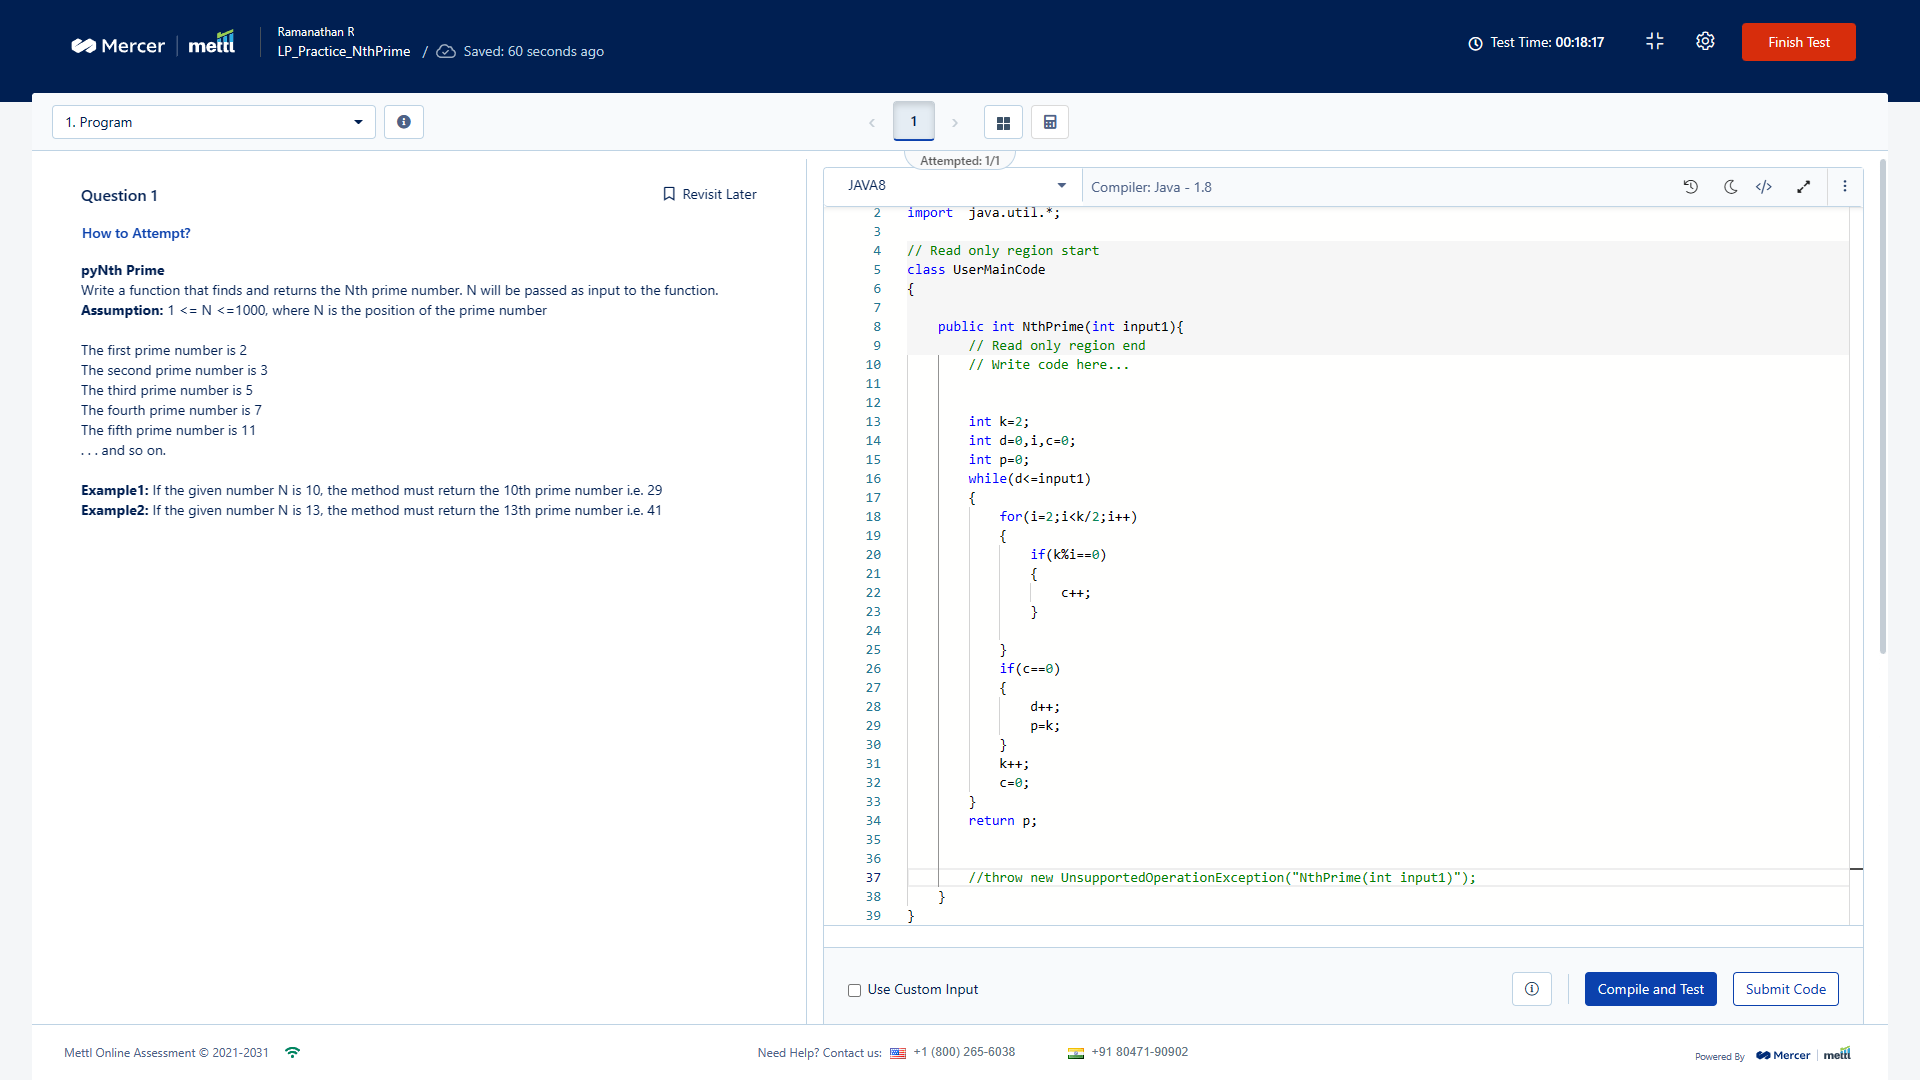 Mercer | mettl
Ramanathan R
LP_Practice_NthPrime / Saved: 60 seconds ago
Test Time: 00:18:17
Finish Test
1. Program
1
Attempted: 1/1
Question 1
Revisit Later
How to Attempt?
pyNth Prime
Write a function that finds and returns the Nth prime number. N will be passed as input to the function.
Assumption: 1 <= N <=1000, where N is the position of the prime number
The first prime number is 2
The second prime number is 3
The third prime number is 5
The fourth prime number is 7
The fifth prime number is 11
. . . and so on.
Example1: If the given number N is 10, the method must return the 10th prime number i.e. 29
Example2: If the given number N is 13, the method must return the 13th prime number i.e. 41
JAVA8
Compiler: Java - 1.8
2 import  java.util.*;
3
4 // Read only region start
5 class UserMainCode
6 {
7
8     public int NthPrime(int input1){
9         // Read only region end
10         // Write code here...
11
12
13         int k=2;
14         int d=0,i,c=0;
15         int p=0;
16         while(d<=input1)
17         {
18             for(i=2;i<k/2;i++)
19             {
20                 if(k%i==0)
21                 {
22                     c++;
23                 }
24
25             }
26             if(c==0)
27             {
28                 d++;
29                 p=k;
30             }
31             k++;
32             c=0;
33         }
34         return p;
35
36
37         //throw new UnsupportedOperationException("NthPrime(int input1)");
38     }
39 }
Use Custom Input
Compile and Test
Submit Code
Mettl Online Assessment © 2021-2031
Need Help? Contact us: +1 (800) 265-6038
+91 80471-90902
Powered By Mercer | mettl